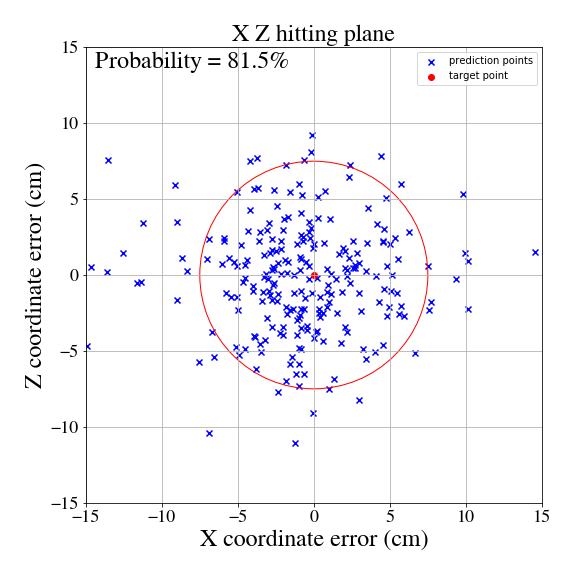 X Z hitting plane
Probability = 81.5%
prediction points
target point
Z coordinate error (cm)
15
10
5
0
−5
−10
−15
−15 −10 −5 0 5 10 15
X coordinate error (cm)